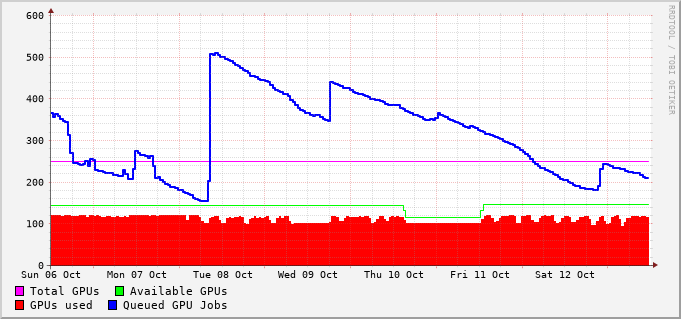 600
500
400
300
200
100
0
Sun 06 Oct Mon 07 Oct Tue 08 Oct Wed 09 Oct Thu 10 Oct Fri 11 Oct Sat 12 Oct
Total GPUs Available GPUs
GPUs used Queued GPU Jobs
RRDTOOL / TOBI OETIKER